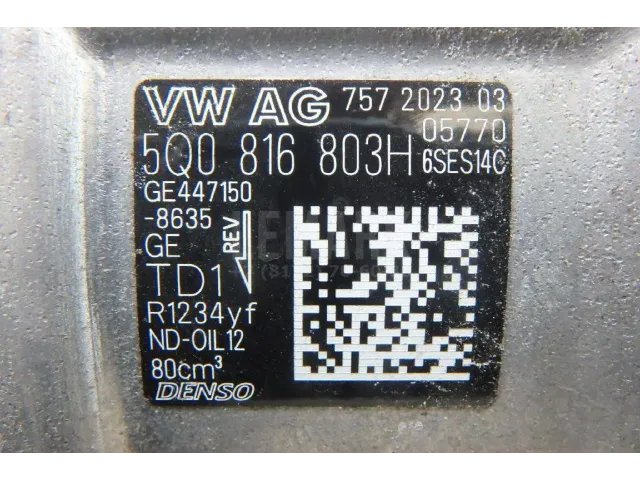 VW AG 757 2023 03
05770
5Q0 816 803H 6SES14C
GE447150
-8635
REV
GE
TD1
R1234yf
ND-OIL12
80cm³
DENSO